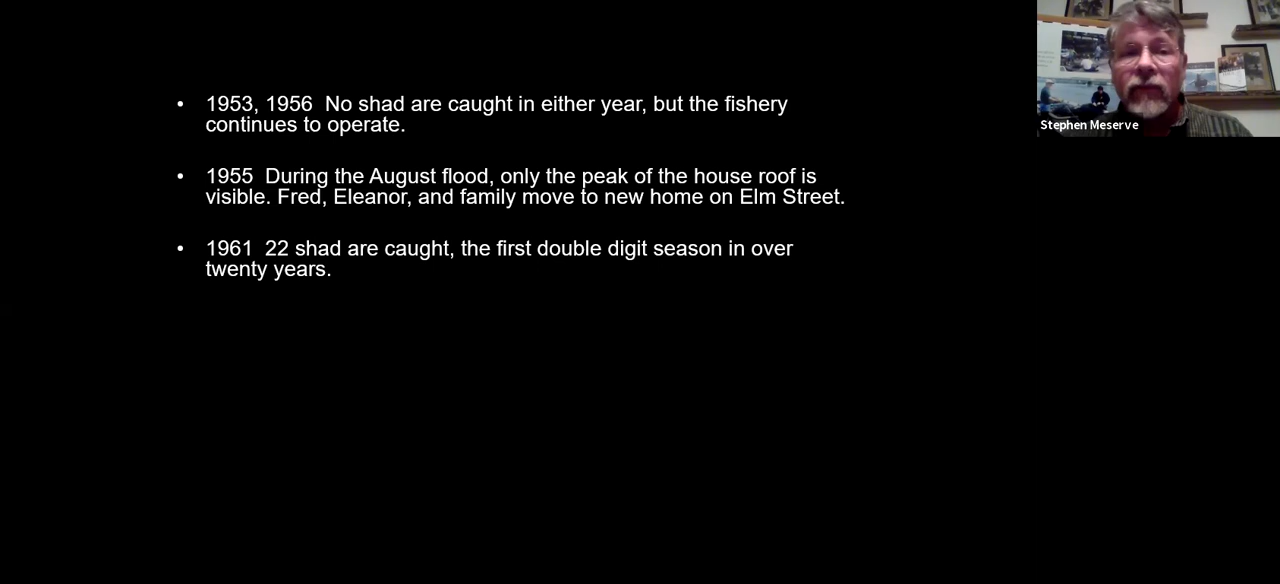 • 1953, 1956  No shad are caught in either year, but the fishery
continues to operate.
• 1955  During the August flood, only the peak of the house roof is
visible. Fred, Eleanor, and family move to new home on Elm Street.
• 1961  22 shad are caught, the first double digit season in over
twenty years.
Stephen Meserve